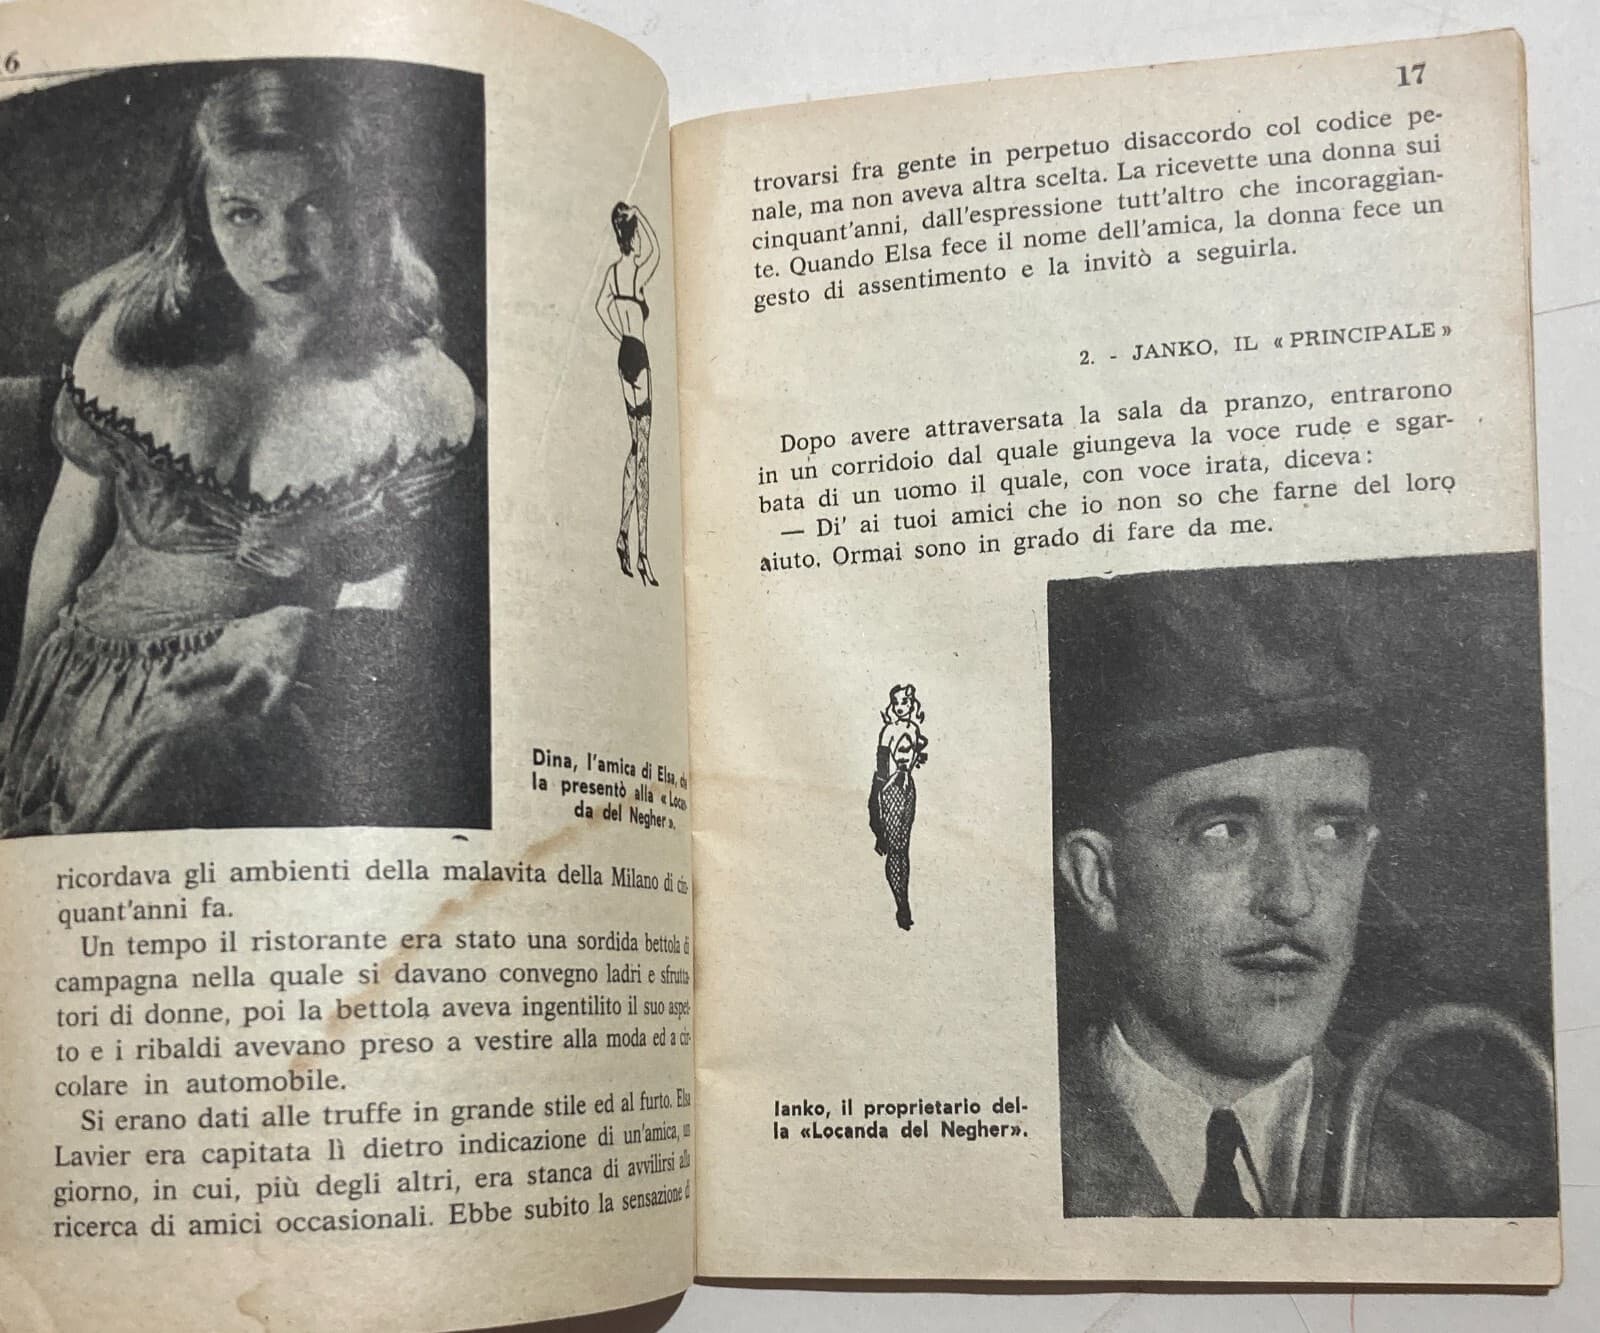 6
Dina, l'amica di Elsa, che
la presentò alla « Locan-
da del Negher ».
ricordava gli ambienti della malavita della Milano di cin-
quant'anni fa.
Un tempo il ristorante era stato una sordida bettola di
campagna nella quale si davano convegno ladri e sfrutta-
tori di donne, poi la bettola aveva ingentilito il suo aspet-
to e i ribaldi avevano preso a vestire alla moda ed a cir-
colare in automobile.
Si erano dati alle truffe in grande stile ed al furto. Elsa
Lavier era capitata lì dietro indicazione di un'amica, un
giorno, in cui, più degli altri, era stanca di avvilirsi alla
ricerca di amici occasionali. Ebbe subito la sensazione di
17
trovarsi fra gente in perpetuo disaccordo col codice pe-
nale, ma non aveva altra scelta. La ricevette una donna sui
cinquant'anni, dall'espressione tutt'altro che incoraggian-
te. Quando Elsa fece il nome dell'amica, la donna fece un
gesto di assentimento e la invitò a seguirla.
2. - JANKO, IL « PRINCIPALE »
Dopo avere attraversata la sala da pranzo, entrarono
in un corridoio dal quale giungeva la voce rude e sgar-
bata di un uomo il quale, con voce irata, diceva:
— Di' ai tuoi amici che io non so che farne del loro
aiuto. Ormai sono in grado di fare da me.
Ianko, il proprietario del-
la «Locanda del Negher».